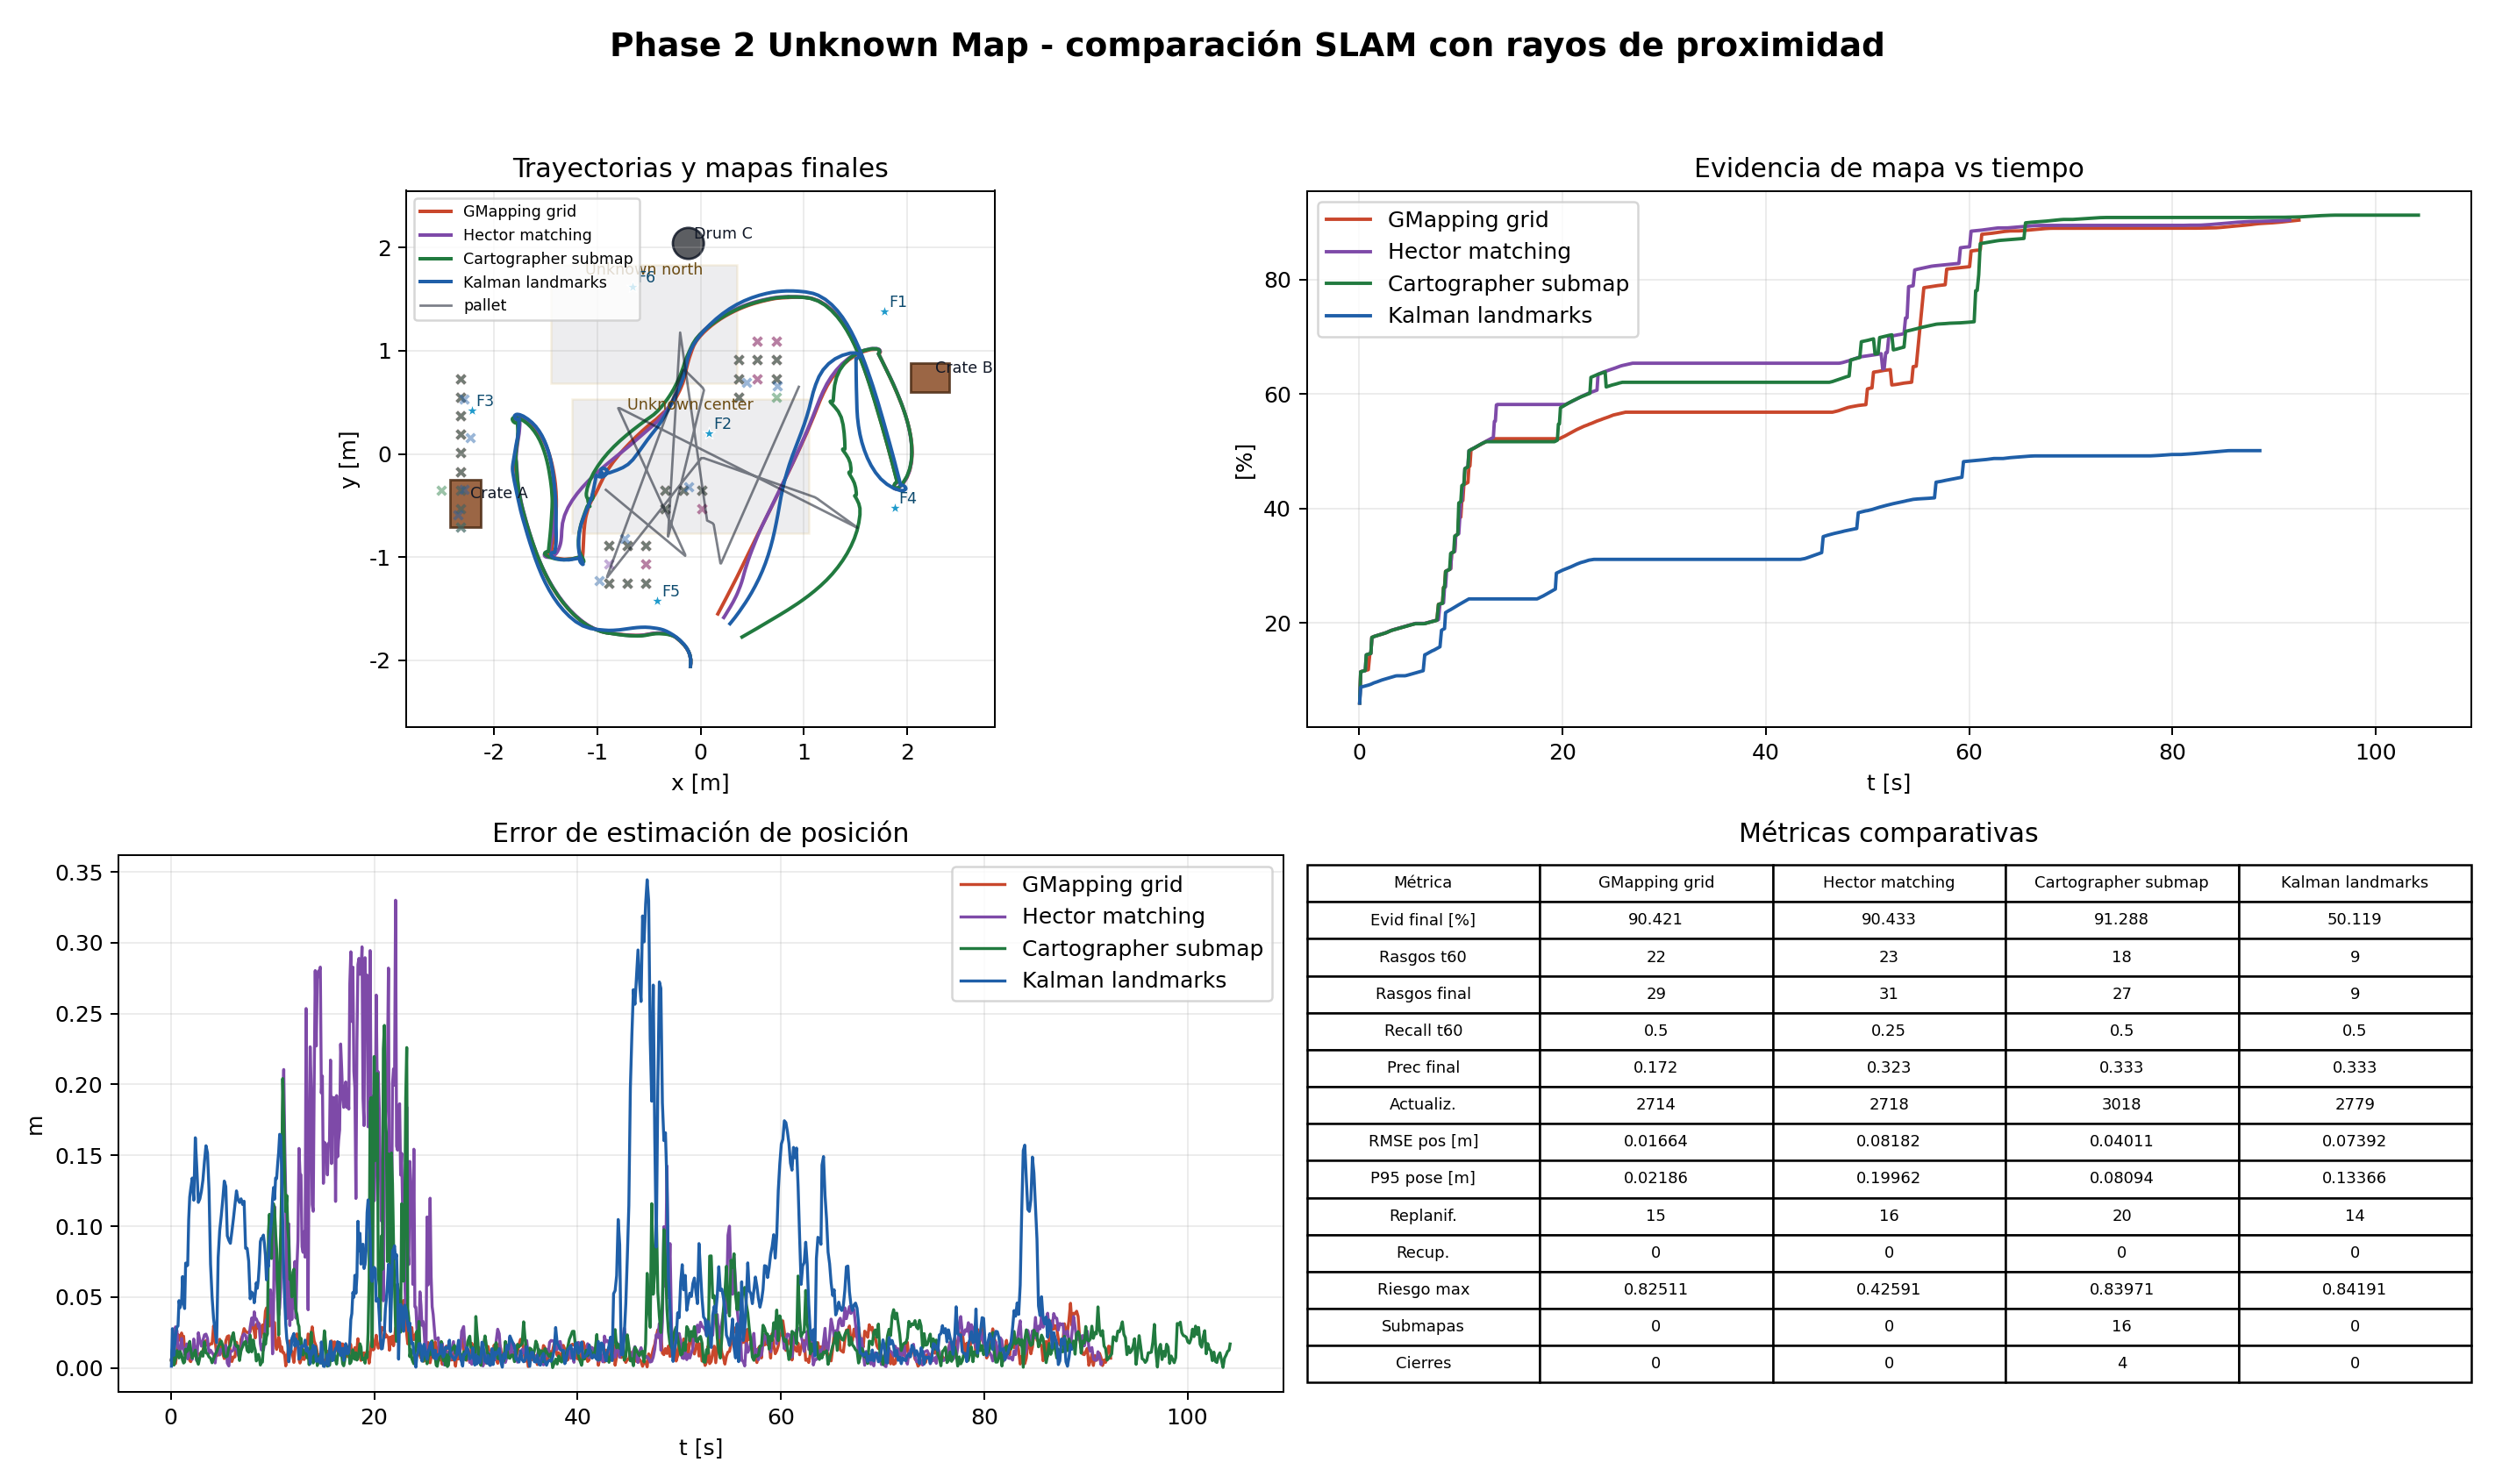 Phase 2 Unknown Map - comparación SLAM con rayos de proximidad
Trayectorias y mapas finales
GMapping grid
Hector matching
Cartographer submap
Kalman landmarks
pallet
Drum C
Unknown north
F6
F1
Crate B
F3
Unknown center
F2
Crate A
F4
F5
2
1
0
-1
-2
y [m]
-2 -1 0 1 2
x [m]
Evidencia de mapa vs tiempo
GMapping grid
Hector matching
Cartographer submap
Kalman landmarks
80
60
40
20
[%]
0 20 40 60 80 100
t [s]
Error de estimación de posición
GMapping grid
Hector matching
Cartographer submap
Kalman landmarks
0.35
0.30
0.25
0.20
0.15
0.10
0.05
0.00
m
0 20 40 60 80 100
t [s]
Métricas comparativas
Métrica GMapping grid Hector matching Cartographer submap Kalman landmarks
Evid final [%] 90.421 90.433 91.288 50.119
Rasgos t60 22 23 18 9
Rasgos final 29 31 27 9
Recall t60 0.5 0.25 0.5 0.5
Prec final 0.172 0.323 0.333 0.333
Actualiz. 2714 2718 3018 2779
RMSE pos [m] 0.01664 0.08182 0.04011 0.07392
P95 pose [m] 0.02186 0.19962 0.08094 0.13366
Replanif. 15 16 20 14
Recup. 0 0 0 0
Riesgo max 0.82511 0.42591 0.83971 0.84191
Submapas 0 0 16 0
Cierres 0 0 4 0